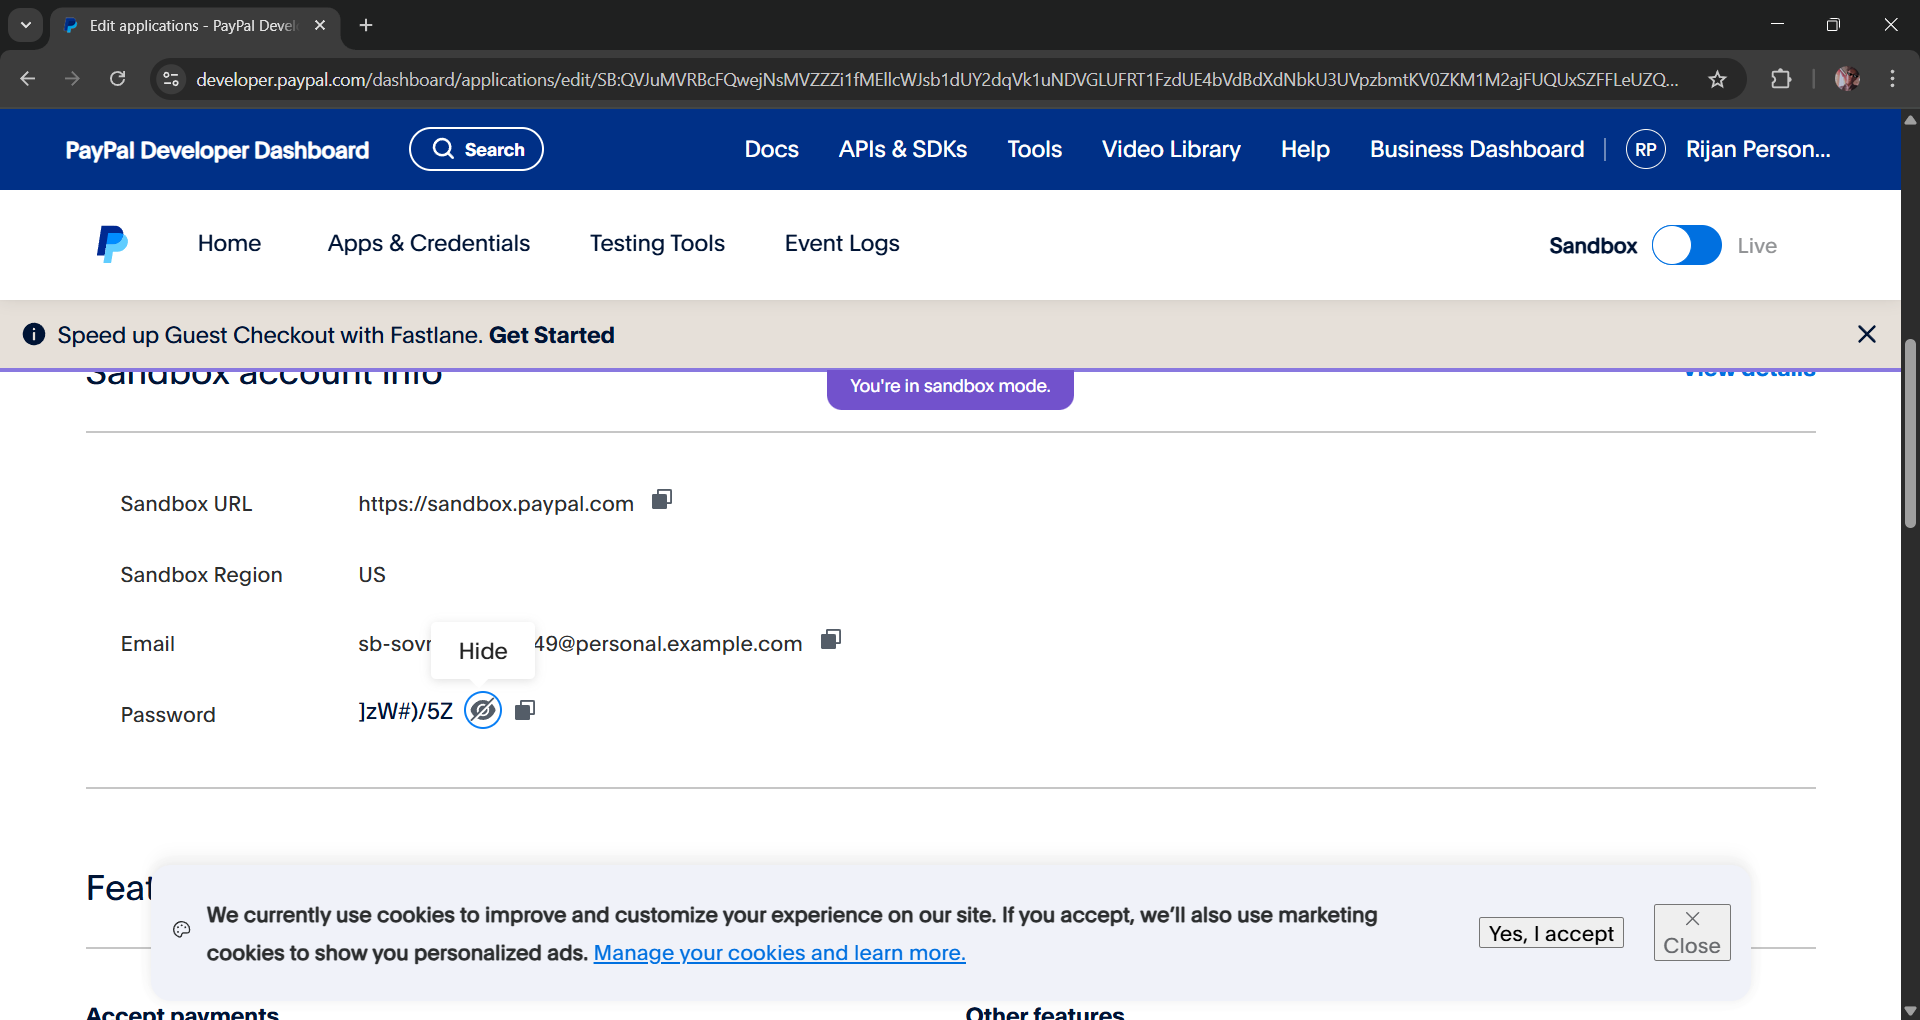 Edit applications - PayPal Devel
developer.paypal.com/dashboard/applications/edit/SB:QVJuMVRBcFQwejNsMVZZZi1fMEllcWJsb1dUY2dqVk1uNDVGLUFRT1FzdUE4bVdBdXdNbkU3UVpzbmtKV0ZKM1M2ajFUQUxSZFFLeUZQ...
PayPal Developer Dashboard
Search
Docs
APIs & SDKs
Tools
Video Library
Help
Business Dashboard
RP
Rijan Person...
Home
Apps & Credentials
Testing Tools
Event Logs
Sandbox
Live
Speed up Guest Checkout with Fastlane. Get Started
Sandbox account info
View details
You're in sandbox mode.
Sandbox URL
https://sandbox.paypal.com
Sandbox Region
US
Hide
Email
sb-sov 49@personal.example.com
Password
]zW#)/5Z
Feat
We currently use cookies to improve and customize your experience on our site. If you accept, we’ll also use marketing
cookies to show you personalized ads. Manage your cookies and learn more.
Yes, I accept
Close
Accept payments
Other features